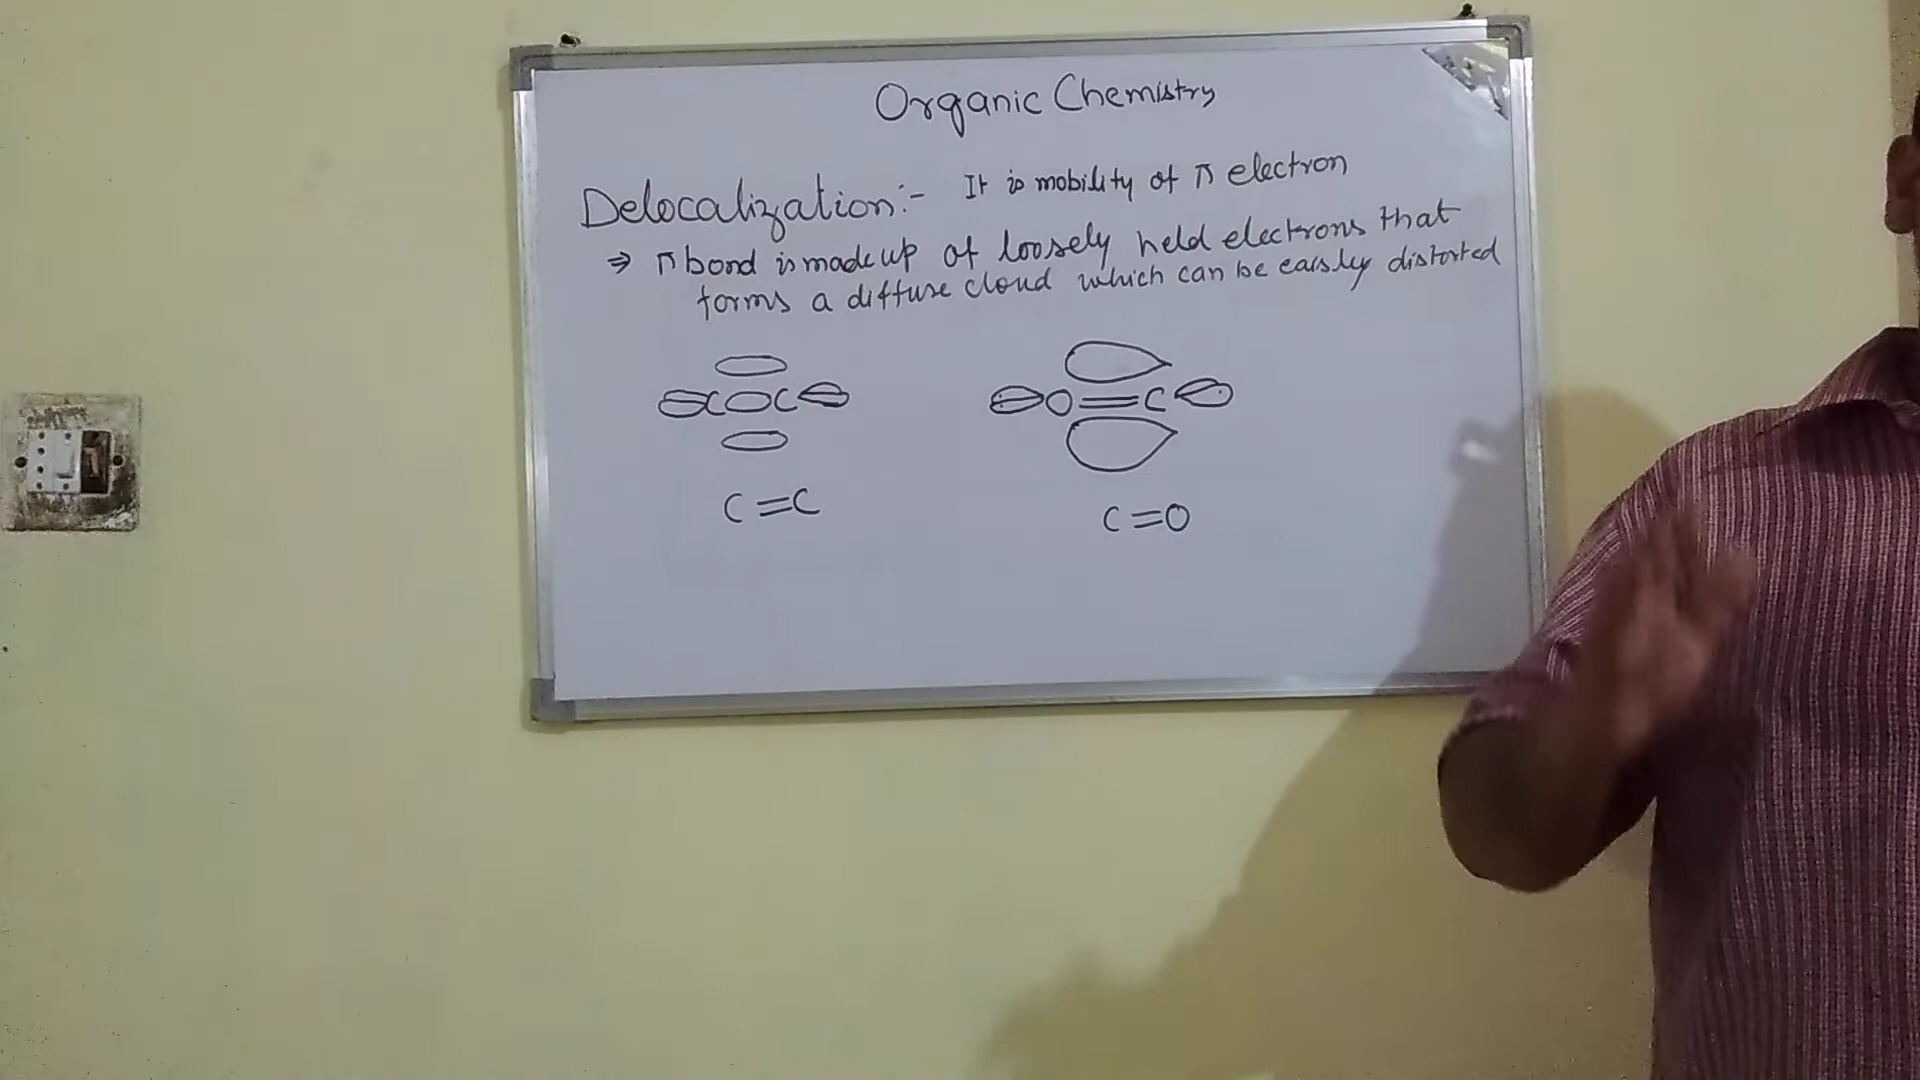 Organic Chemistry
Delocalization:- It is mobility of π electron
⇒ π bond is made up of loosely held electrons that
forms a diffuse cloud which can be easily distorted
C C
O=C
C=C
C=O